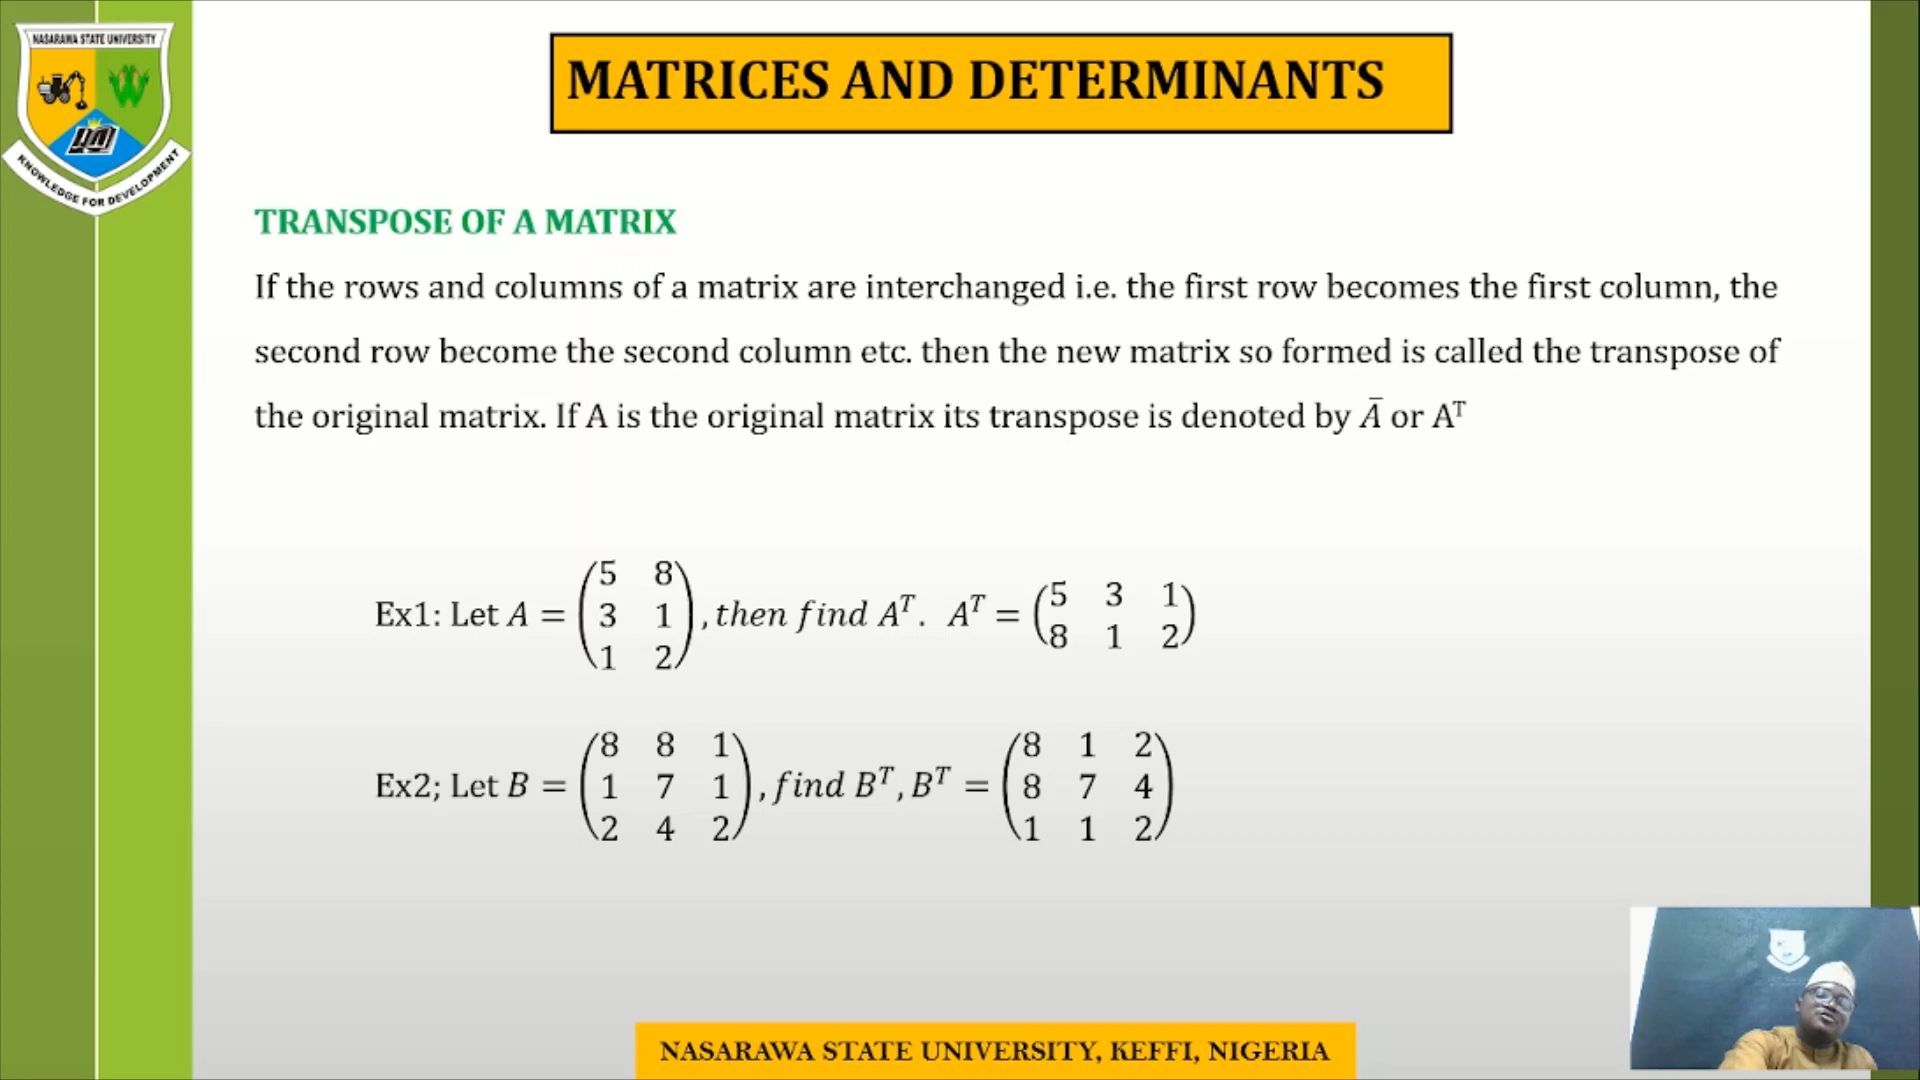 NASARAWA STATE UNIVERSITY
KNOWLEDGE FOR DEVELOPMENT
MATRICES AND DETERMINANTS
TRANSPOSE OF A MATRIX
If the rows and columns of a matrix are interchanged i.e. the first row becomes the first column, the
second row become the second column etc. then the new matrix so formed is called the transpose of
the original matrix. If A is the original matrix its transpose is denoted by Ā or Aᵀ
Ex1: Let A = (5 8; 3 1; 1 2), then find Aᵀ. Aᵀ = (5 3 1; 8 1 2)
Ex2; Let B = (8 8 1; 1 7 1; 2 4 2), find Bᵀ, Bᵀ = (8 1 2; 8 7 4; 1 1 2)
NASARAWA STATE UNIVERSITY, KEFFI, NIGERIA